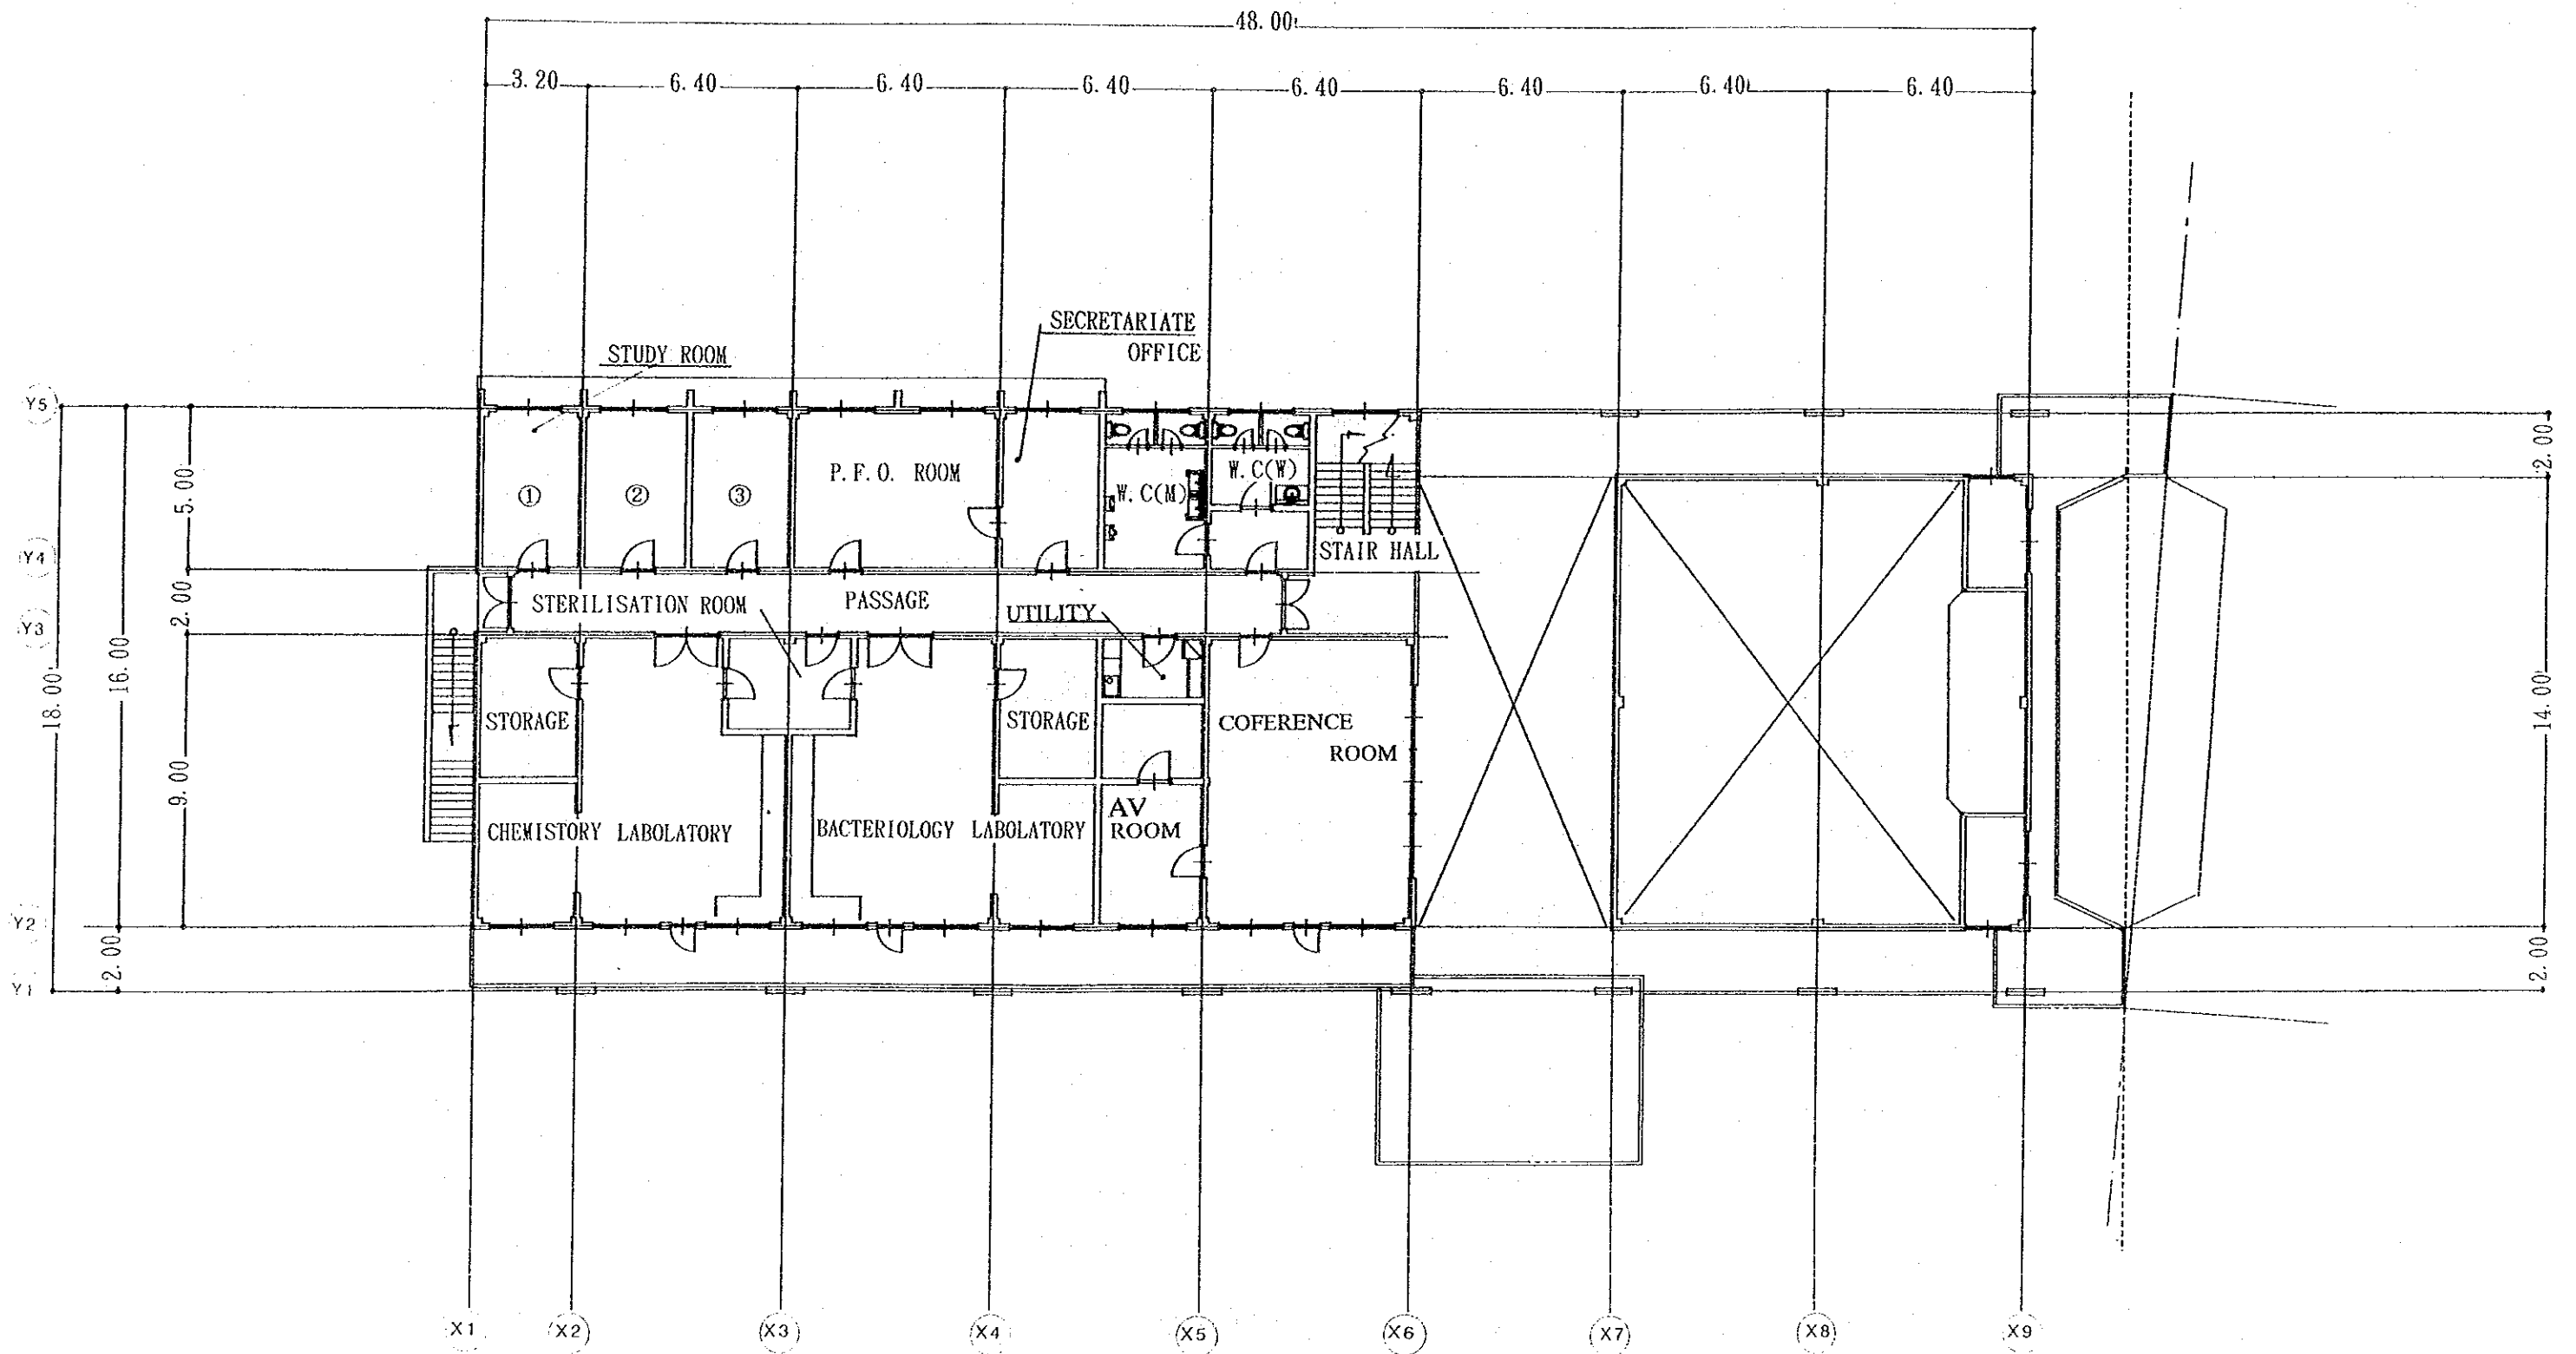 48.00
3.20 6.40 6.40 6.40 6.40 6.40 6.40 6.40
SECRETARIATE
OFFICE
STUDY ROOM
Y5
Y4
Y3
Y2
Y1
18.00
16.00
2.00
5.00
2.00
9.00
① ② ③
P.F.O. ROOM
W.C(M)
W.C(W)
STAIR HALL
STERILISATION ROOM
PASSAGE
UTILITY
STORAGE
STORAGE
COFERENCE
ROOM
CHEMISTORY LABOLATORY
BACTERIOLOGY LABOLATORY
AV
ROOM
2.00
14.00
2.00
X1 X2 X3 X4 X5 X6 X7 X8 X9